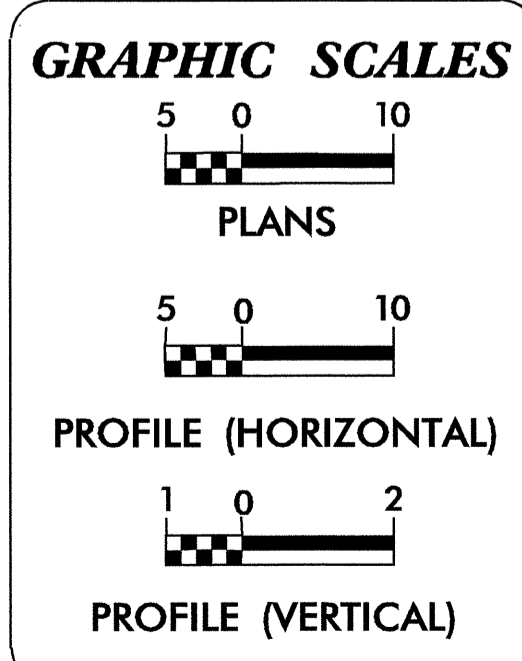 GRAPHIC SCALES
5 0 10
PLANS
5 0 10
PROFILE (HORIZONTAL)
1 0 2
PROFILE (VERTICAL)